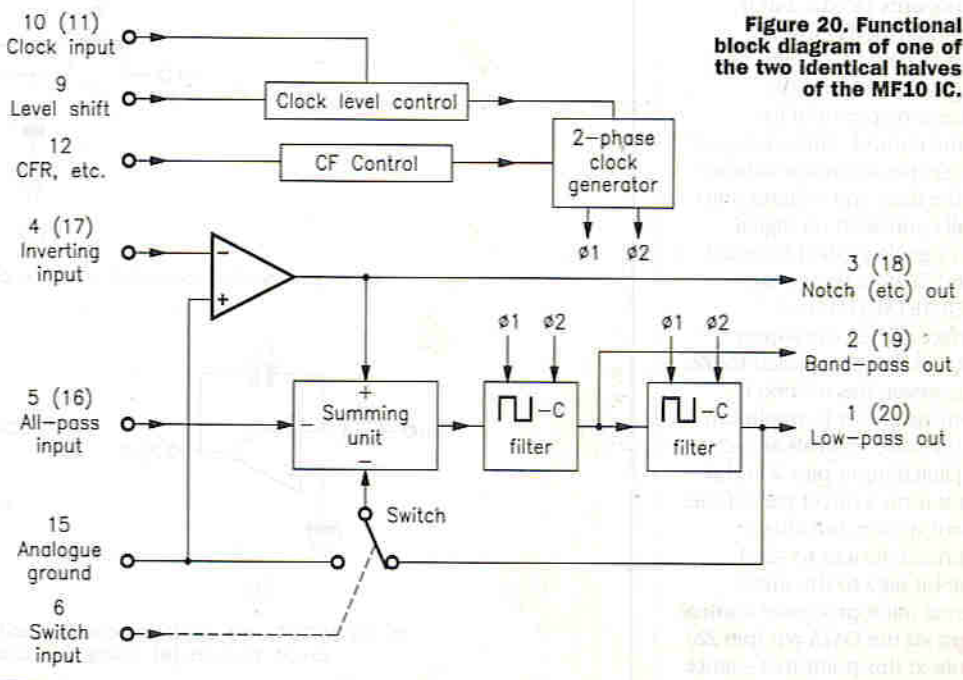 Figure 20. Functional
block diagram of one of
the two identical halves
of the MF10 IC.
10 (11)
Clock input
9
Level shift
Clock level control
12
CFR, etc.
CF Control
2-phase
clock
generator
ø1 ø2
4 (17)
Inverting
input
-
+
3 (18)
Notch (etc) out
ø1 ø2
ø1 ø2
2 (19)
Band-pass out
5 (16)
All-pass
input
+
- Summing
unit
-
-C
filter
-C
filter
1 (20)
Low-pass out
Switch
15
Analogue
ground
6
Switch
input